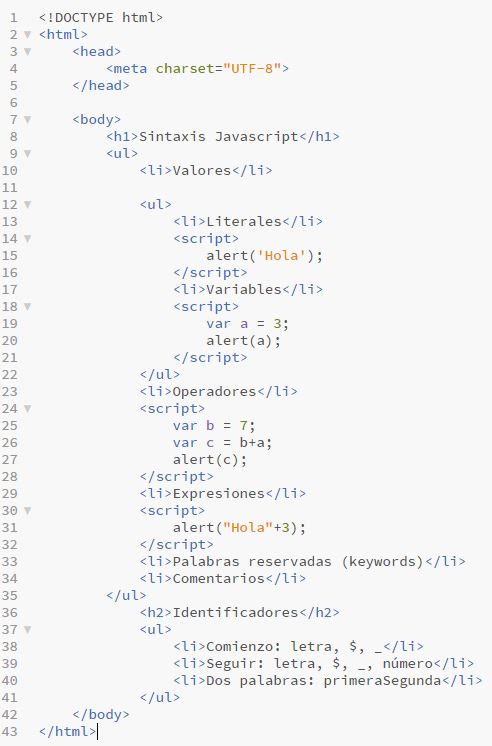 1 <!DOCTYPE html>
2 <html>
3 <head>
4 <meta charset="UTF-8">
5 </head>
6
7 <body>
8 <h1>Sintaxis Javascript</h1>
9 <ul>
10 <li>Valores</li>
11
12 <ul>
13 <li>Literales</li>
14 <script>
15 alert('Hola');
16 </script>
17 <li>Variables</li>
18 <script>
19 var a = 3;
20 alert(a);
21 </script>
22 </ul>
23 <li>Operadores</li>
24 <script>
25 var b = 7;
26 var c = b+a;
27 alert(c);
28 </script>
29 <li>Expresiones</li>
30 <script>
31 alert("Hola"+3);
32 </script>
33 <li>Palabras reservadas (keywords)</li>
34 <li>Comentarios</li>
35 </ul>
36 <h2>Identificadores</h2>
37 <ul>
38 <li>Comienzo: letra, $, _</li>
39 <li>Seguir: letra, $, _, número</li>
40 <li>Dos palabras: primeraSegunda</li>
41 </ul>
42 </body>
43 </html>